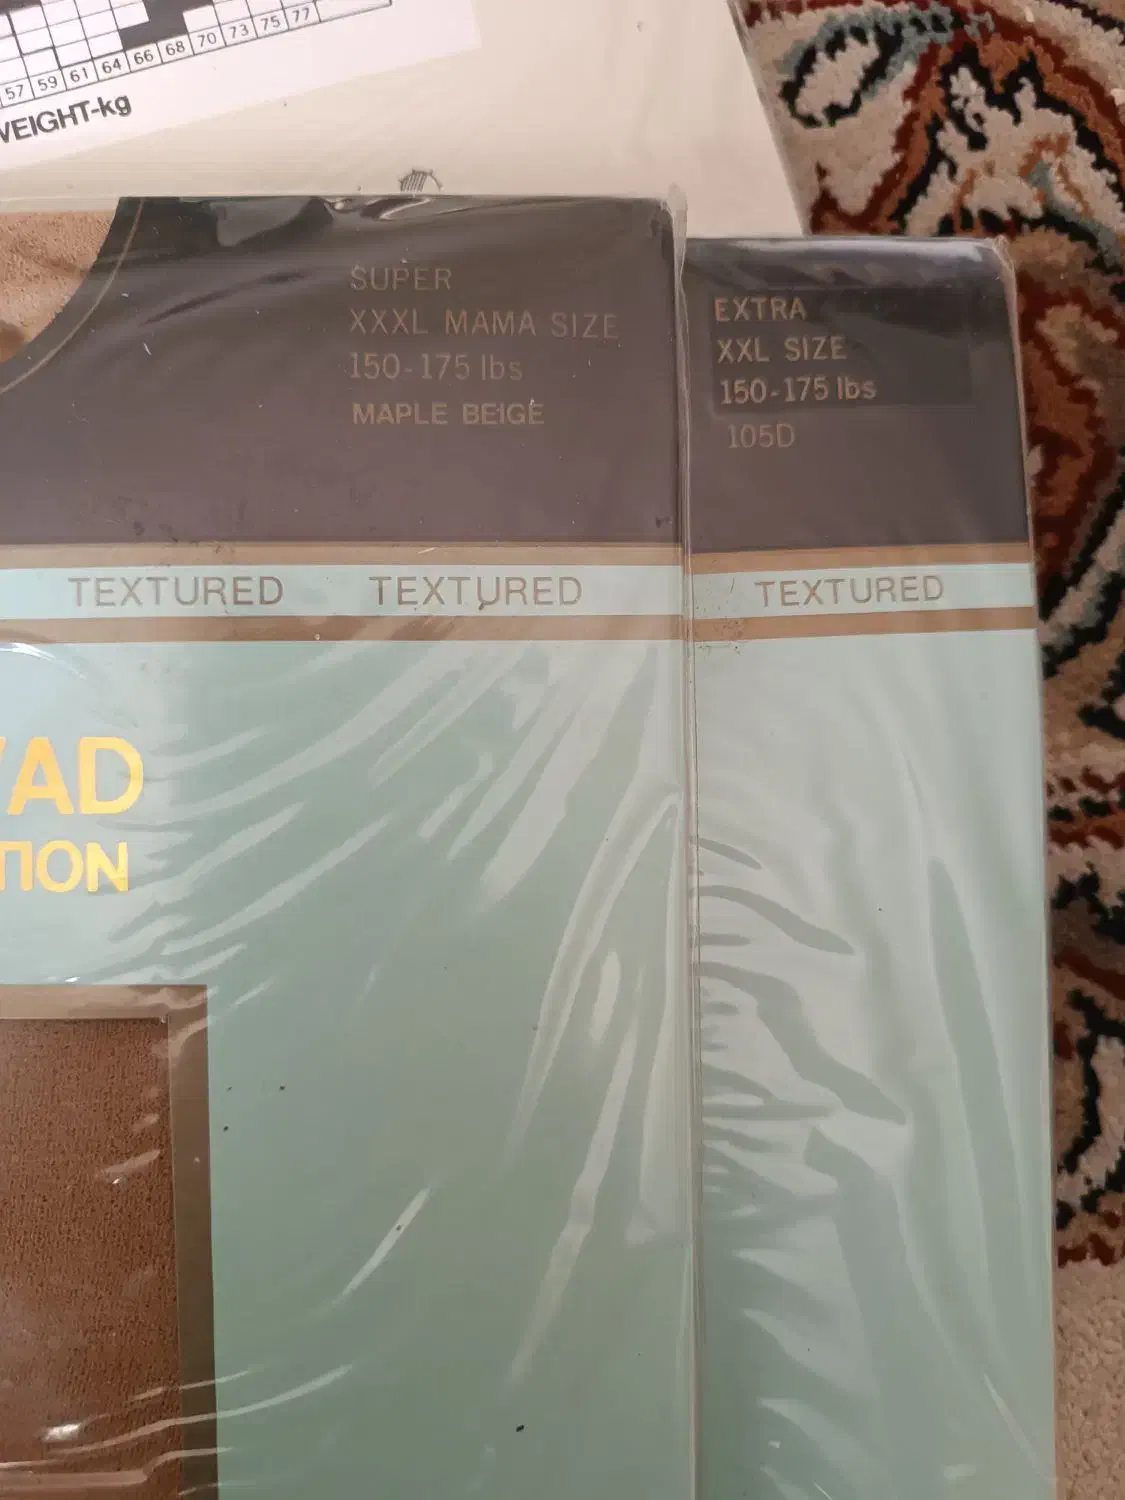 57 59 61 64 66 68 70 73 75 77
WEIGHT-kg
SUPER
XXXL MAMA SIZE
150-175 lbs
MAPLE BEIGE
EXTRA
XXL SIZE
150-175 lbs
105D
TEXTURED TEXTURED TEXTURED
AD
TION